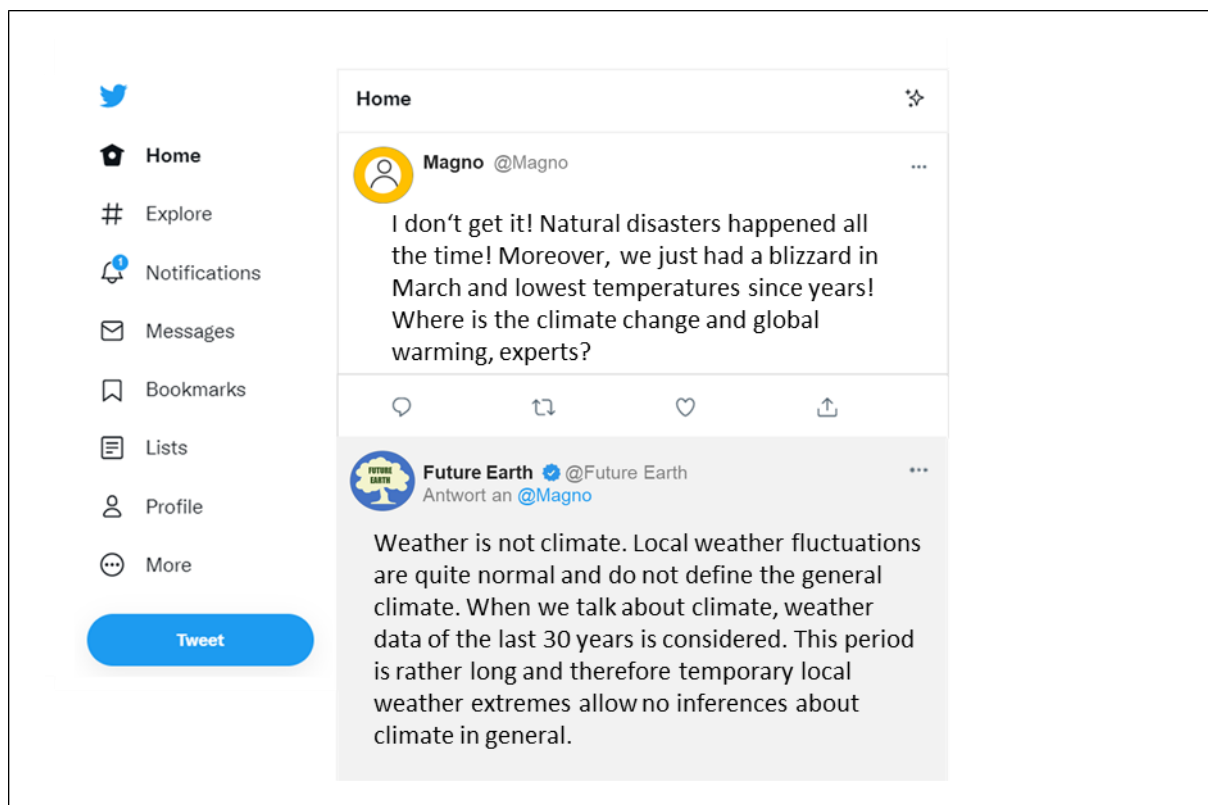 Home
Explore
1
Notifications
Messages
Bookmarks
Lists
Profile
More
Tweet
Home
Magno @Magno
I don‘t get it! Natural disasters happened all
the time! Moreover, we just had a blizzard in
March and lowest temperatures since years!
Where is the climate change and global
warming, experts?
FUTURE
EARTH
Future Earth @Future Earth
Antwort an @Magno
Weather is not climate. Local weather fluctuations
are quite normal and do not define the general
climate. When we talk about climate, weather
data of the last 30 years is considered. This period
is rather long and therefore temporary local
weather extremes allow no inferences about
climate in general.